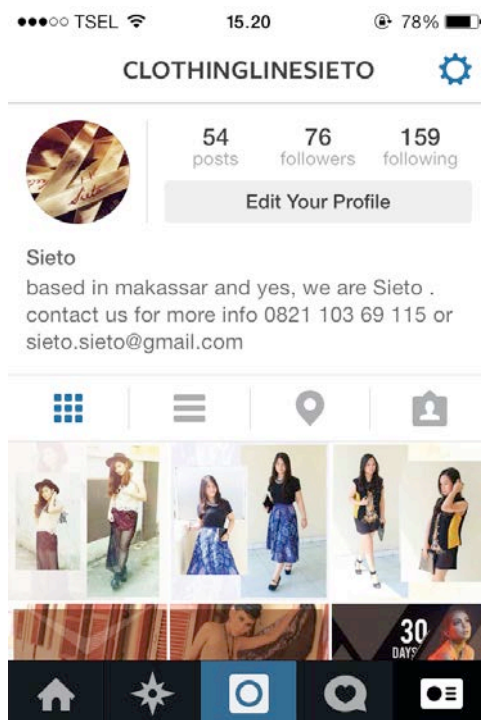 TSEL 15.20 78%
CLOTHINGLINESIETO
54 76 159
posts followers following
Edit Your Profile
Sieto
based in makassar and yes, we are Sieto .
contact us for more info 0821 103 69 115 or
sieto.sieto@gmail.com
Sieto
30
DAYS